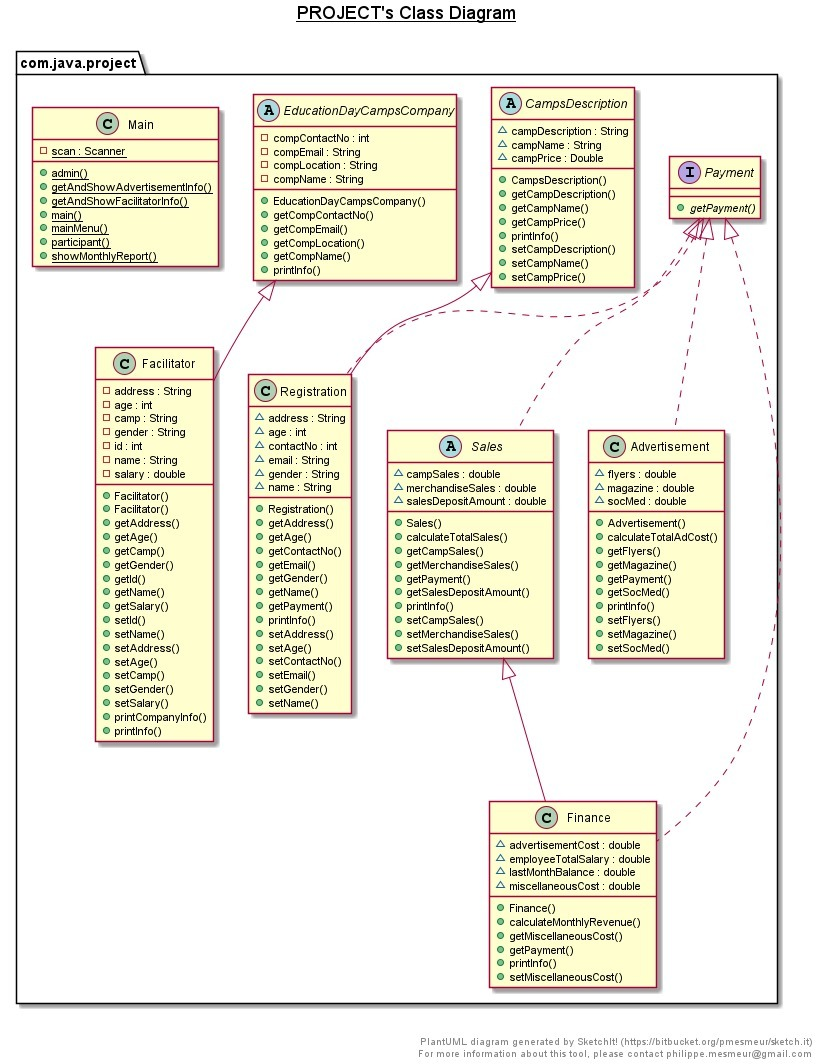 PROJECT's Class Diagram
com.java.project
C Main
scan : Scanner
admin()
getAndShowAdvertisementInfo()
getAndShowFacilitatorInfo()
main()
mainMenu()
participant()
showMonthlyReport()
A EducationDayCampsCompany
compContactNo : int
compEmail : String
compLocation : String
compName : String
EducationDayCampsCompany()
getCompContactNo()
getCompEmail()
getCompLocation()
getCompName()
printInfo()
A CampsDescription
campDescription : String
campName : String
campPrice : Double
CampsDescription()
getCampDescription()
getCampName()
getCampPrice()
printInfo()
setCampDescription()
setCampName()
setCampPrice()
I Payment
getPayment()
C Facilitator
address : String
age : int
camp : String
gender : String
id : int
name : String
salary : double
Facilitator()
Facilitator()
getAddress()
getAge()
getCamp()
getGender()
getId()
getName()
getSalary()
setId()
setName()
setAddress()
setAge()
setCamp()
setGender()
setSalary()
printCompanyInfo()
printInfo()
C Registration
address : String
age : int
contactNo : int
email : String
gender : String
name : String
Registration()
getAddress()
getAge()
getContactNo()
getEmail()
getGender()
getName()
getPayment()
printInfo()
setAddress()
setAge()
setContactNo()
setEmail()
setGender()
setName()
A Sales
campSales : double
merchandiseSales : double
salesDepositAmount : double
Sales()
calculateTotalSales()
getCampSales()
getMerchandiseSales()
getPayment()
getSalesDepositAmount()
printInfo()
setCampSales()
setMerchandiseSales()
setSalesDepositAmount()
C Advertisement
flyers : double
magazine : double
socMed : double
Advertisement()
calculateTotalAdCost()
getFlyers()
getMagazine()
getPayment()
getSocMed()
printInfo()
setFlyers()
setMagazine()
setSocMed()
C Finance
advertisementCost : double
employeeTotalSalary : double
lastMonthBalance : double
miscellaneousCost : double
Finance()
calculateMonthlyRevenue()
getMiscellaneousCost()
getPayment()
printInfo()
setMiscellaneousCost()
PlantUML diagram generated by SketchIt! (https://bitbucket.org/pmesmeur/sketch.it)
For more information about this tool, please contact philippe.mesmeur@gmail.com